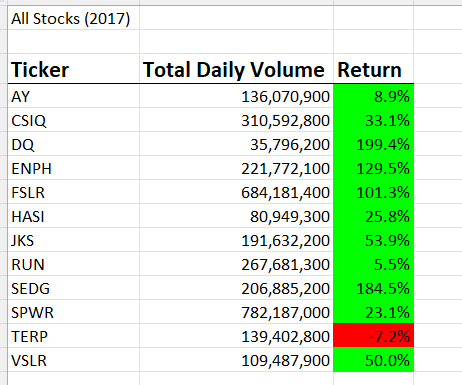 All Stocks (2017)
Ticker Total Daily Volume Return
AY 136,070,900 8.9%
CSIQ 310,592,800 33.1%
DQ 35,796,200 199.4%
ENPH 221,772,100 129.5%
FSLR 684,181,400 101.3%
HASI 80,949,300 25.8%
JKS 191,632,200 53.9%
RUN 267,681,300 5.5%
SEDG 206,885,200 184.5%
SPWR 782,187,000 23.1%
TERP 139,402,800 -7.2%
VSLR 109,487,900 50.0%